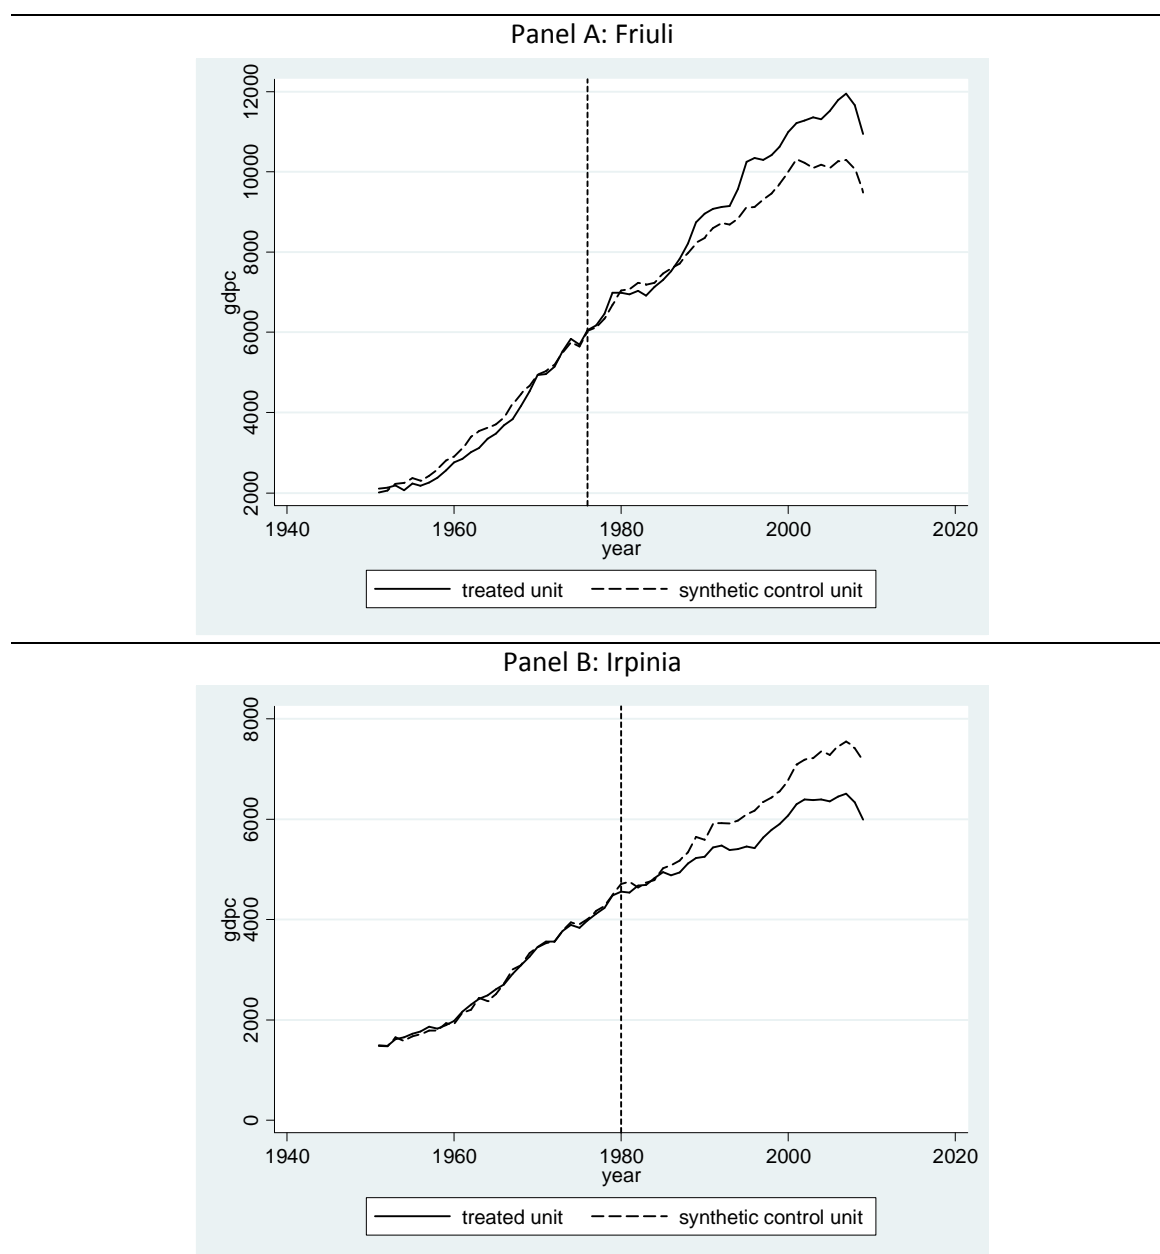 Panel A: Friuli
12000
10000
8000
6000
4000
2000
gdpc
1940 1960 1980 2000 2020
year
treated unit synthetic control unit
Panel B: Irpinia
8000
6000
4000
2000
0
gdpc
1940 1960 1980 2000 2020
year
treated unit synthetic control unit